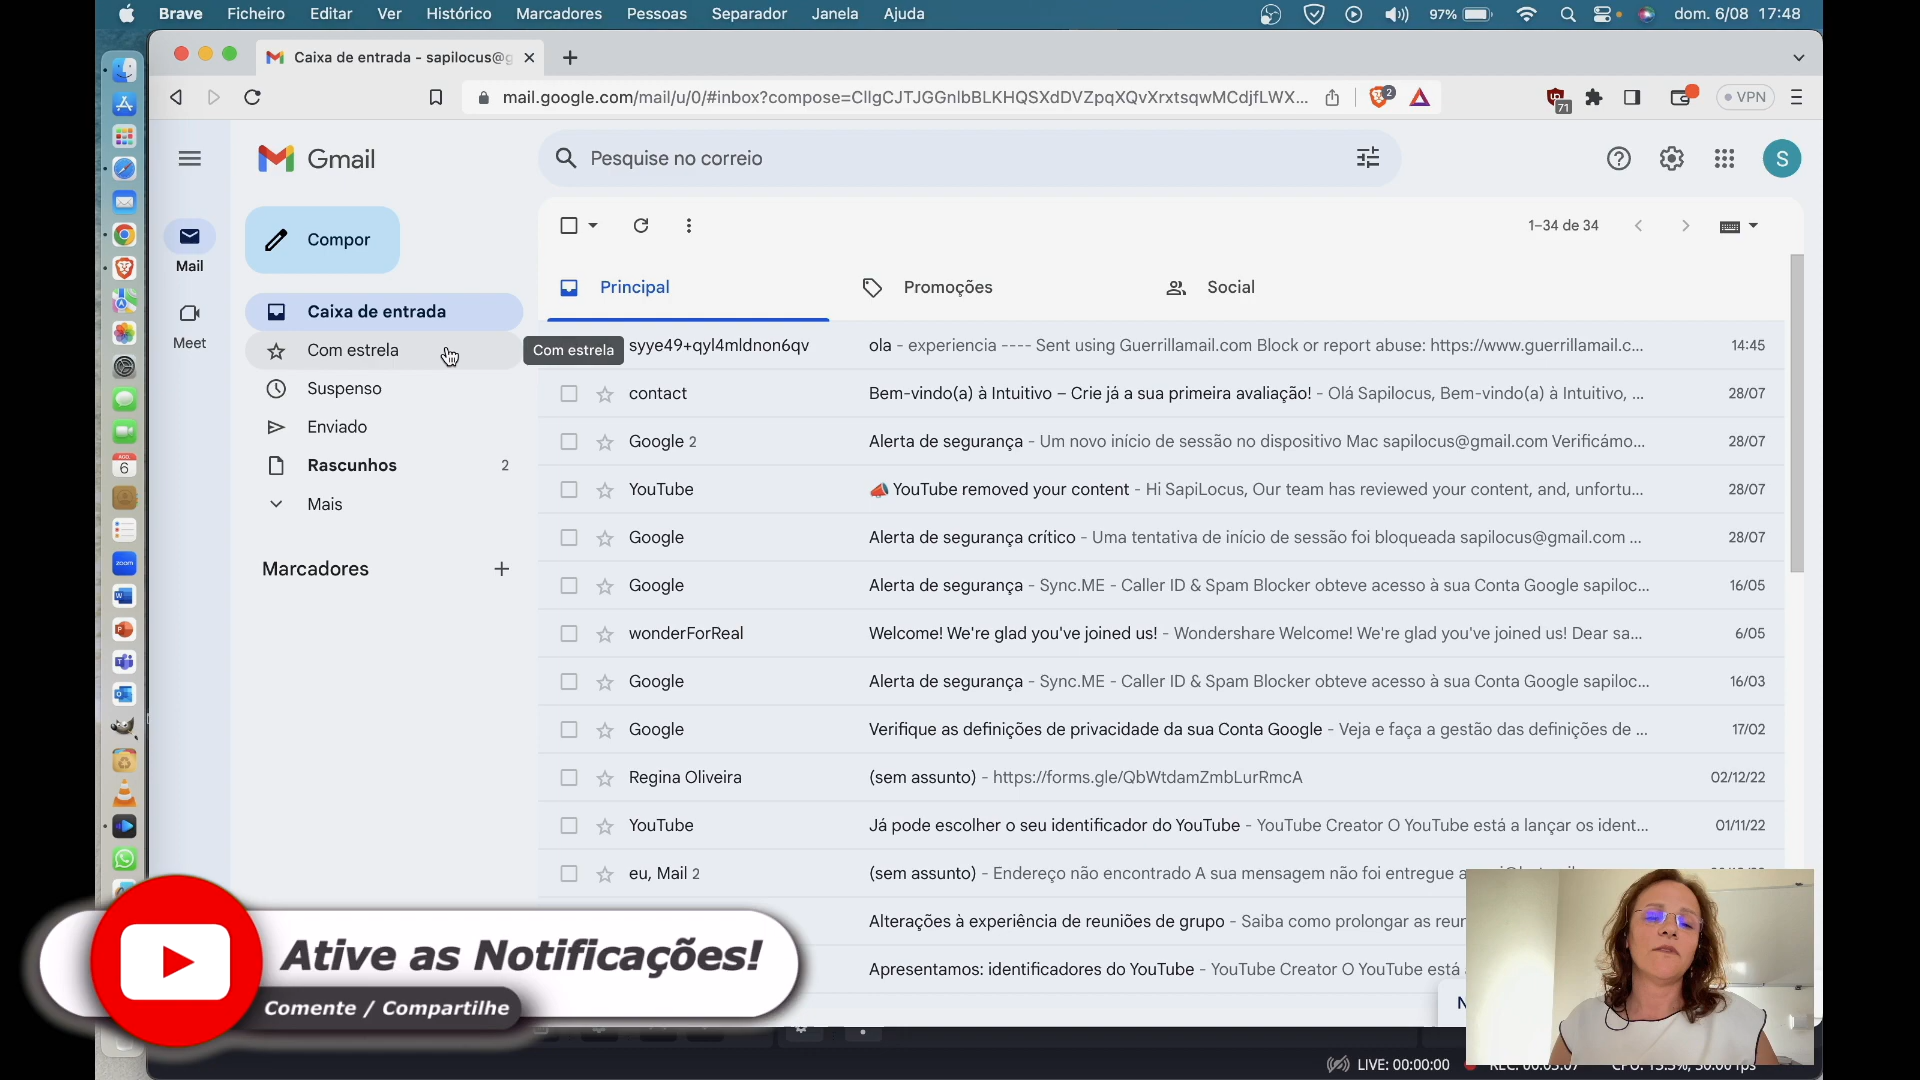 Brave Ficheiro Editar Ver Histórico Marcadores Pessoas Separador Janela Ajuda
97% dom. 6/08 17:48
Caixa de entrada - sapilocus@g
mail.google.com/mail/u/0/#inbox?compose=CllgCJTJGGnlbBLKHQSXdDVZpqXQvXrxtsqwMCdjfLWX...
2
71
VPN
Gmail
Pesquise no correio
S
Compor
Mail
Meet
Caixa de entrada
Com estrela
Suspenso
Enviado
Rascunhos 2
Mais
Marcadores
Com estrela
1–34 de 34
Principal Promoções Social
syye49+qyl4mldnon6qv ola - experiencia ---- Sent using Guerrillamail.com Block or report abuse: https://www.guerrillamail.c... 14:45
contact Bem-vindo(a) à Intuitivo – Crie já a sua primeira avaliação! - Olá Sapilocus, Bem-vindo(a) à Intuitivo, ... 28/07
Google 2 Alerta de segurança - Um novo início de sessão no dispositivo Mac sapilocus@gmail.com Verificámo... 28/07
YouTube YouTube removed your content - Hi SapiLocus, Our team has reviewed your content, and, unfortu... 28/07
Google Alerta de segurança crítico - Uma tentativa de início de sessão foi bloqueada sapilocus@gmail.com ... 28/07
Google Alerta de segurança - Sync.ME - Caller ID & Spam Blocker obteve acesso à sua Conta Google sapiloc... 16/05
wonderForReal Welcome! We're glad you've joined us! - Wondershare Welcome! We're glad you've joined us! Dear sa... 6/05
Google Alerta de segurança - Sync.ME - Caller ID & Spam Blocker obteve acesso à sua Conta Google sapiloc... 16/03
Google Verifique as definições de privacidade da sua Conta Google - Veja e faça a gestão das definições de ... 17/02
Regina Oliveira (sem assunto) - https://forms.gle/QbWtdamZmbLurRmcA 02/12/22
YouTube Já pode escolher o seu identificador do YouTube - YouTube Creator O YouTube está a lançar os ident... 01/11/22
eu, Mail 2 (sem assunto) - Endereço não encontrado A sua mensagem não foi entregue a
Alterações à experiência de reuniões de grupo - Saiba como prolongar as reur
Apresentamos: identificadores do YouTube - YouTube Creator O YouTube está
N
AGO.
6
zoom
Ative as Notificações!
Comente / Compartilhe
LIVE: 00:00:00